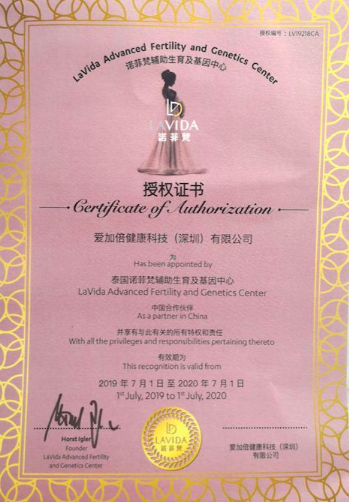 授权编号：LV19218CA
LaVida Advanced Fertility and Genetics Center
诺菲梵辅助生育及基因中心
LD
LAVIDA
诺菲梵
授权证书
Certificate of Authorization
爱加倍健康科技（深圳）有限公司
为
Has been appointed by
泰国诺菲梵辅助生育及基因中心
LaVida Advanced Fertility and Genetics Center
中国合作伙伴
As a partner in China
并享有与此有关的所有特权和责任
With all the privileges and responsibilities pertaining thereto
有效期为
This recognition is valid from
2019 年 7 月 1 日 至 2020 年 7 月 1 日
1st July, 2019 to 1st July, 2020
Horst Igler
Founder
LaVida Advanced Fertility
and Genetics Center
LAVIDA
诺菲梵
爱加倍健康科技（深圳）
有限公司